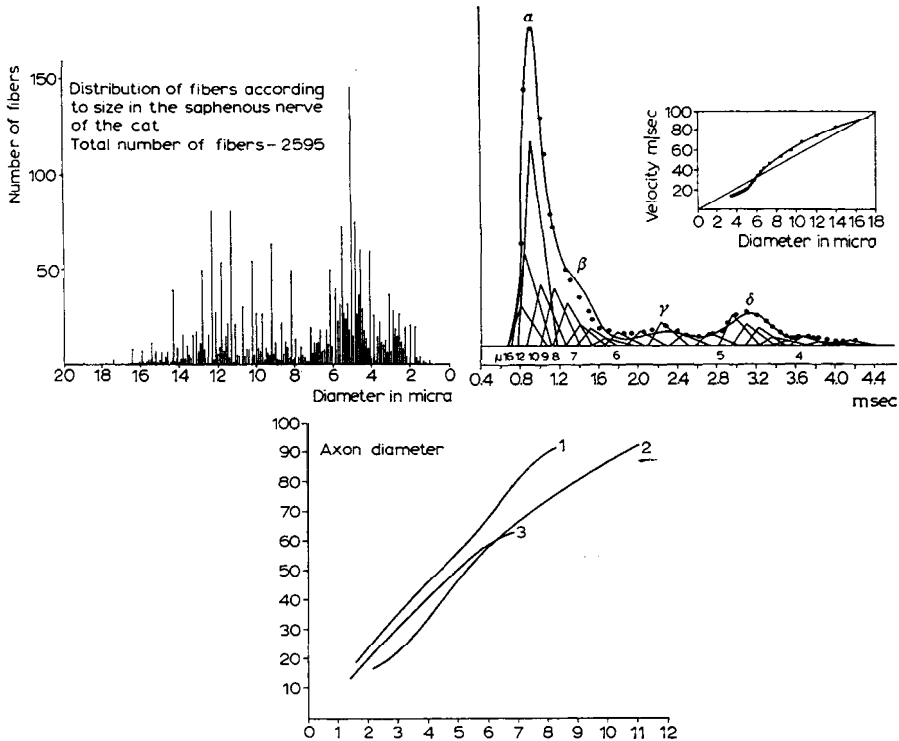 Number of fibers
150
100
50
Distribution of fibers according
to size in the saphenous nerve
of the cat
Total number of fibers-2595
20 18 16 14 12 10 8 6 4 2 0
Diameter in micra
α
β
γ
δ
μ16 12 10 9 8 7 6 5 4
0.4 0.8 1.2 1.6 2.0 2.4 2.8 3.2 3.6 4.0 4.4
msec
Velocity m/sec
100
80
60
40
20
0 2 4 6 8 10 12 14 16 18
Diameter in micra
Axon diameter
100
90
80
70
60
50
40
30
20
10
1
2
3
0 1 2 3 4 5 6 7 8 9 10 11 12